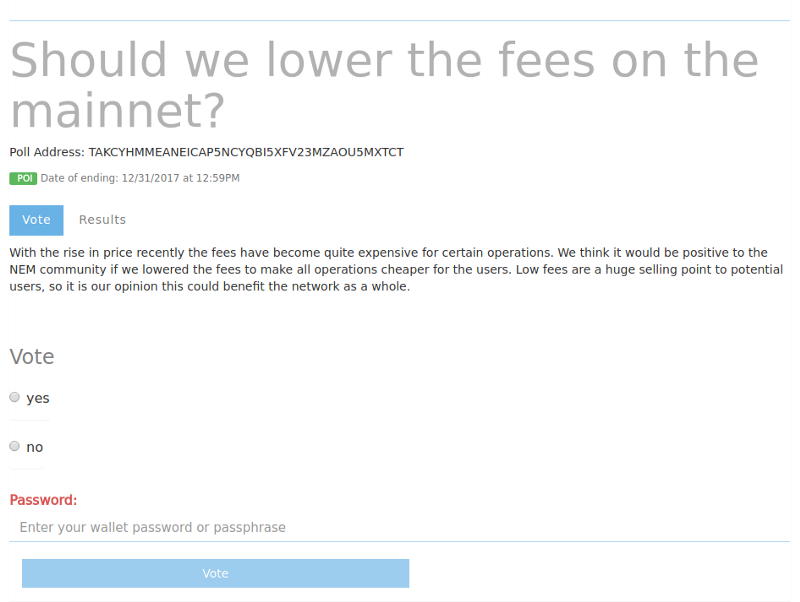 Should we lower the fees on the
mainnet?
Poll Address: TAKCYHMMEANEICAP5NCYQBI5XFV23MZAOU5MXTCT
POI Date of ending: 12/31/2017 at 12:59PM
Vote Results
With the rise in price recently the fees have become quite expensive for certain operations. We think it would be positive to the
NEM community if we lowered the fees to make all operations cheaper for the users. Low fees are a huge selling point to potential
users, so it is our opinion this could benefit the network as a whole.
Vote
yes
no
Password:
Enter your wallet password or passphrase
Vote